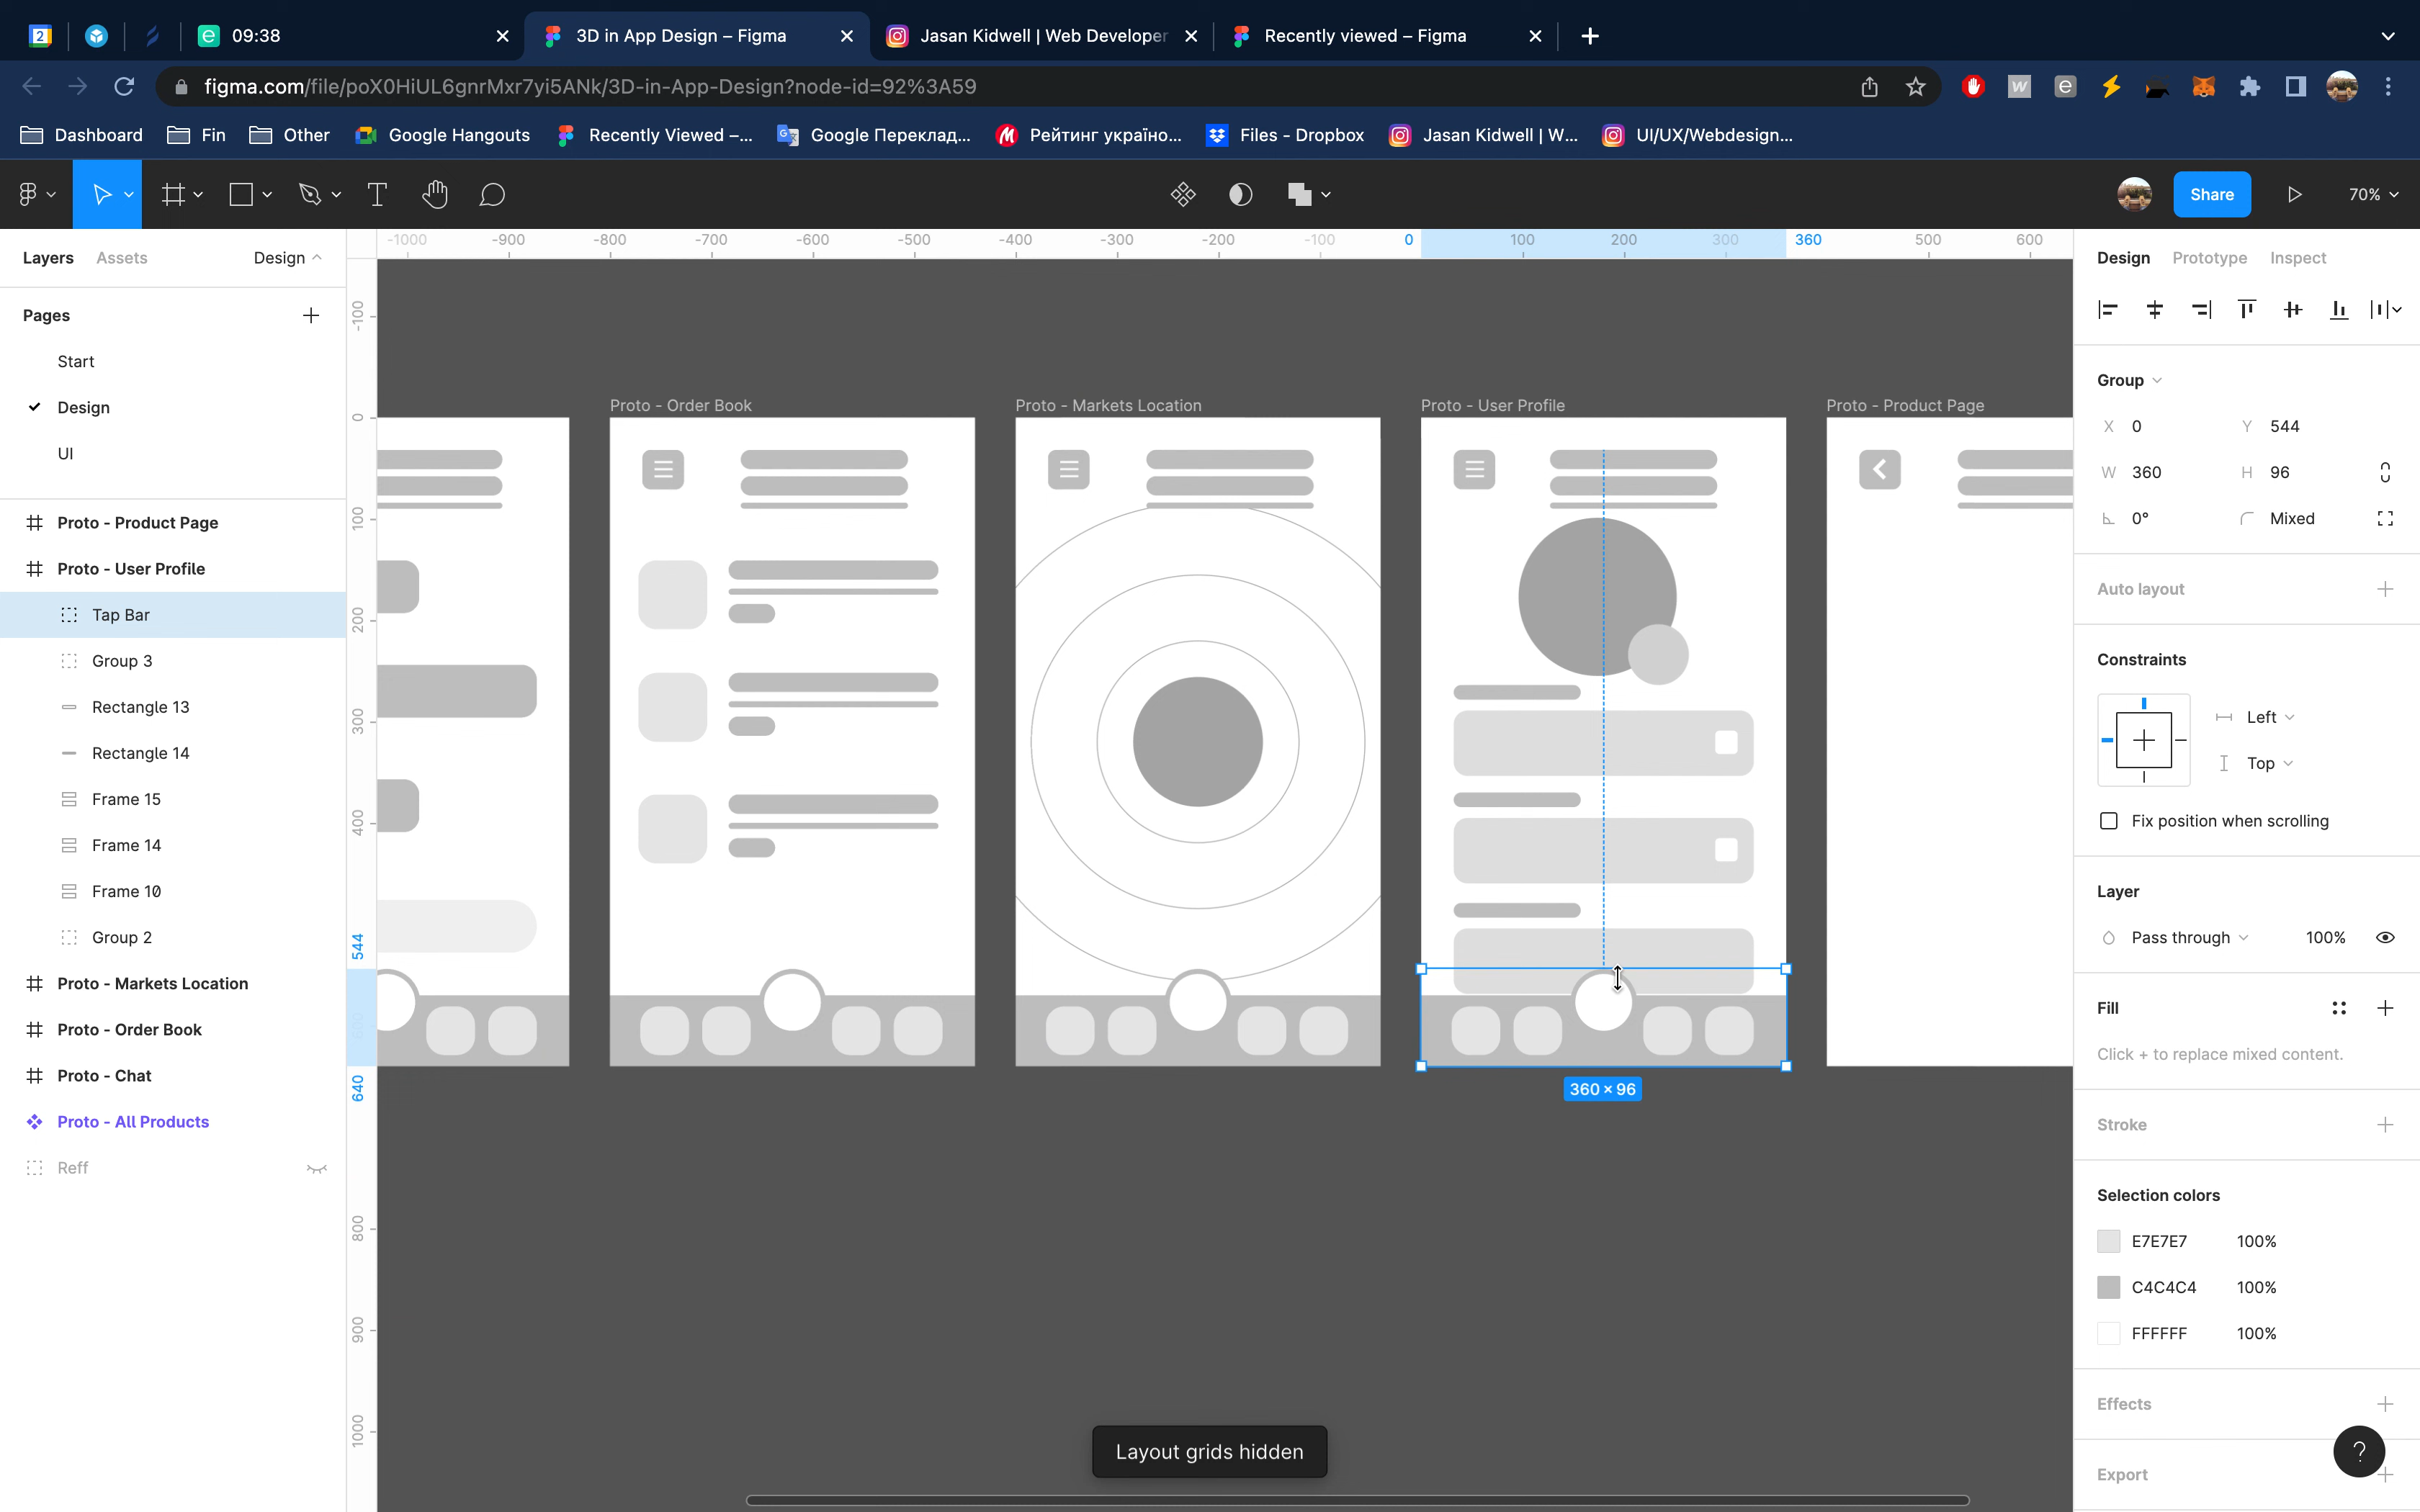 2
09:38
3D in App Design – Figma
Jasan Kidwell | Web Developer
Recently viewed – Figma
figma.com/file/poX0HiUL6gnrMxr7yi5ANk/3D-in-App-Design?node-id=92%3A59
Dashboard
Fin
Other
Google Hangouts
Recently Viewed –...
Google Переклад...
Рейтинг україно...
Files - Dropbox
Jasan Kidwell | W...
UI/UX/Webdesign...
Share
70%
Layers
Assets
Design
-1000 -900 -800 -700 -600 -500 -400 -300 -200 -100 0 100 200 300 360 500 600
Design
Prototype
Inspect
Pages
Start
Design
UI
Proto - Product Page
Proto - User Profile
Tap Bar
Group 3
Rectangle 13
Rectangle 14
Frame 15
Frame 14
Frame 10
Group 2
Proto - Markets Location
Proto - Order Book
Proto - Chat
Proto - All Products
Reff
-100
0
100
200
300
400
544
600
640
800
900
1000
Proto - Order Book
Proto - Markets Location
Proto - User Profile
Proto - Product Page
360 × 96
Layout grids hidden
Group
X 0
Y 544
W 360
H 96
0°
Mixed
Auto layout
Constraints
Left
Top
Fix position when scrolling
Layer
Pass through
100%
Fill
Click + to replace mixed content.
Stroke
Selection colors
E7E7E7 100%
C4C4C4 100%
FFFFFF 100%
Effects
Export
?